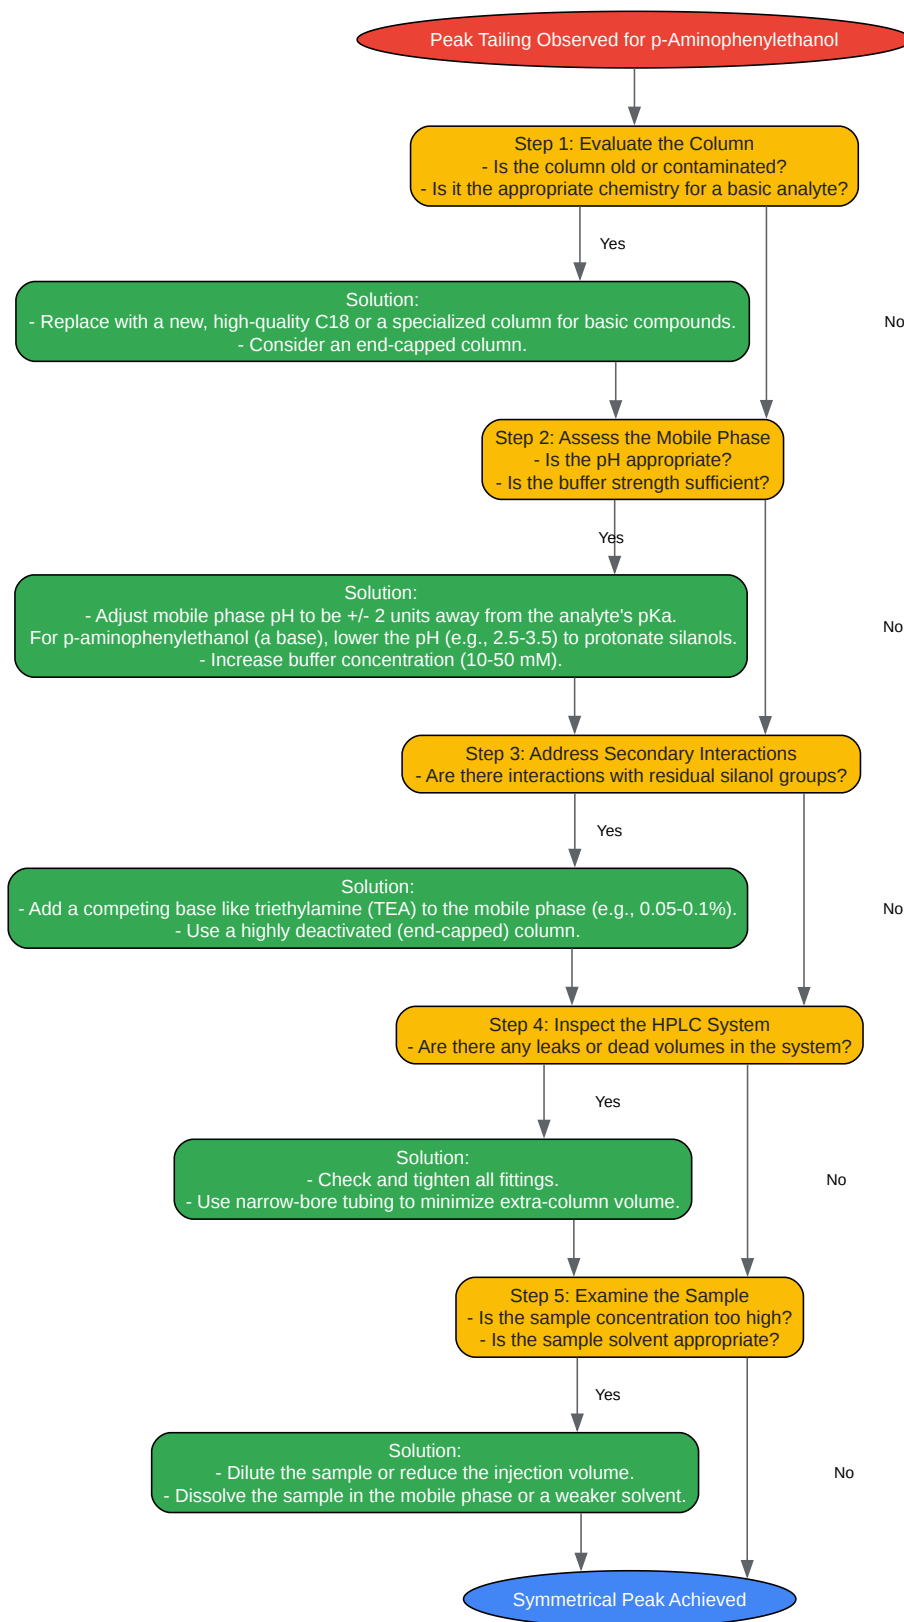 Peak Tailing Observed for p-Aminophenylethanol
Step 1: Evaluate the Column
- Is the column old or contaminated?
- Is it the appropriate chemistry for a basic analyte?
Yes
Solution:
- Replace with a new, high-quality C18 or a specialized column for basic compounds.
- Consider an end-capped column.
No
Step 2: Assess the Mobile Phase
- Is the pH appropriate?
- Is the buffer strength sufficient?
Yes
Solution:
- Adjust mobile phase pH to be +/- 2 units away from the analyte's pKa.
For p-aminophenylethanol (a base), lower the pH (e.g., 2.5-3.5) to protonate silanols.
- Increase buffer concentration (10-50 mM).
No
Step 3: Address Secondary Interactions
- Are there interactions with residual silanol groups?
Yes
Solution:
- Add a competing base like triethylamine (TEA) to the mobile phase (e.g., 0.05-0.1%).
- Use a highly deactivated (end-capped) column.
No
Step 4: Inspect the HPLC System
- Are there any leaks or dead volumes in the system?
Yes
Solution:
- Check and tighten all fittings.
- Use narrow-bore tubing to minimize extra-column volume.
No
Step 5: Examine the Sample
- Is the sample concentration too high?
- Is the sample solvent appropriate?
Yes
Solution:
- Dilute the sample or reduce the injection volume.
- Dissolve the sample in the mobile phase or a weaker solvent.
No
Symmetrical Peak Achieved